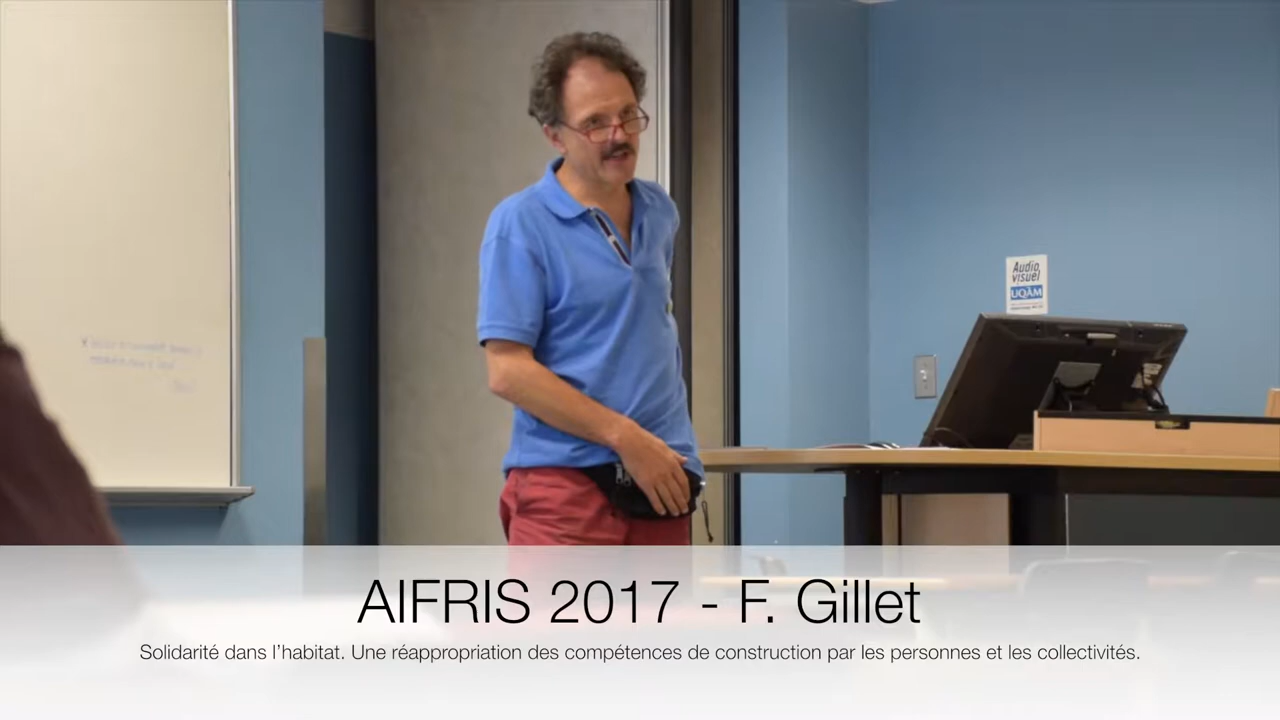 Audio
visuel
UQÀM
AIFRIS 2017 - F. Gillet
Solidarité dans l'habitat. Une réappropriation des compétences de construction par les personnes et les collectivités.